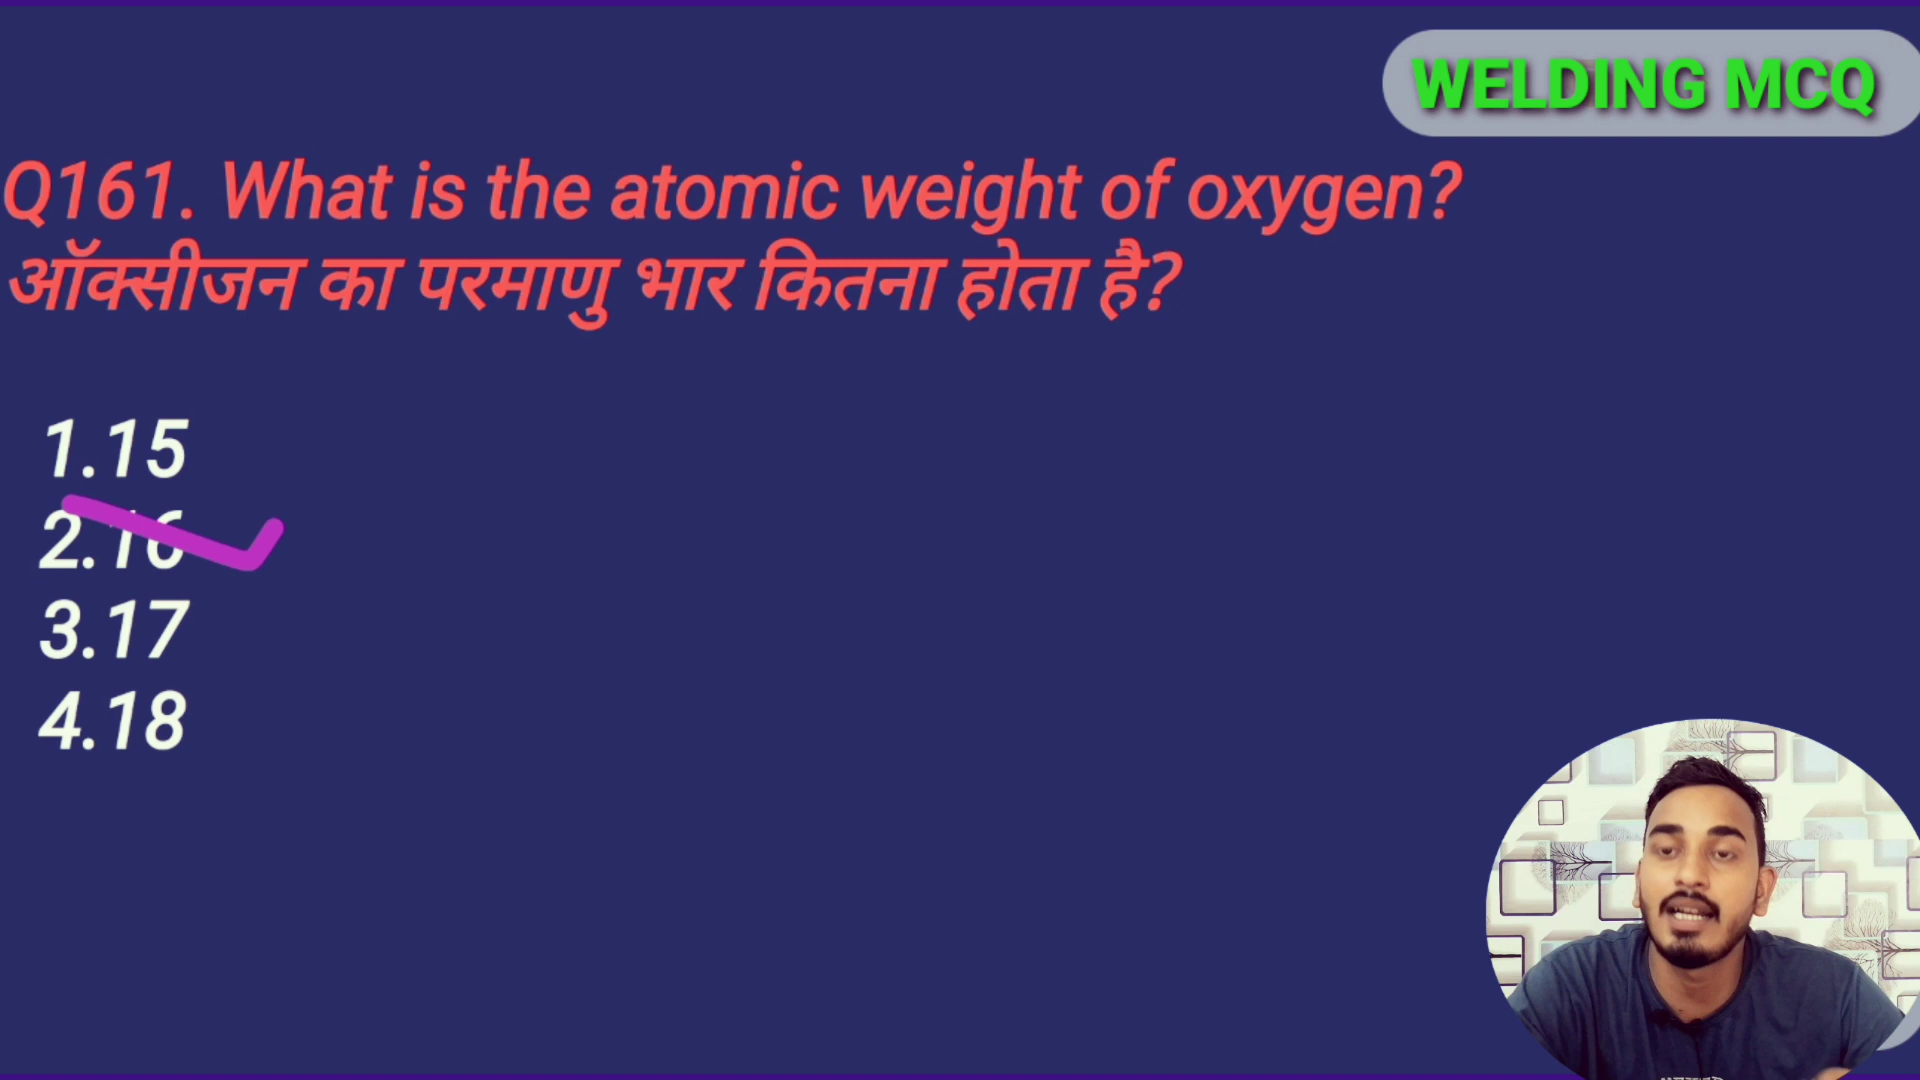 WELDING MCQ
Q161. What is the atomic weight of oxygen?
ऑक्सीजन का परमाणु भार कितना होता है?
1.15
2.16
3.17
4.18